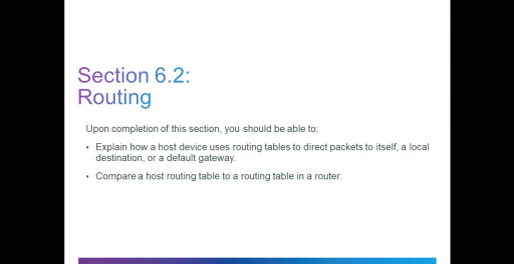 Section 6.2:
Routing
Upon completion of this section, you should be able to:
• Explain how a host device uses routing tables to direct packets to itself, a local
destination, or a default gateway.
• Compare a host routing table to a routing table in a router.